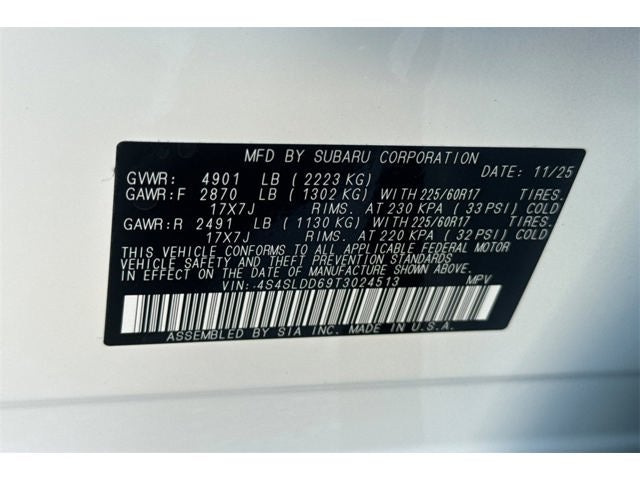 MFD BY SUBARU CORPORATION
DATE: 11/25
GVWR: 4901 LB (2223 KG)
GAWR:F 2870 LB (1302 KG) WITH 225/60R17 TIRES.
17X7J RIMS. AT 230 KPA (33 PSI) COLD
GAWR:R 2491 LB (1130 KG) WITH 225/60R17 TIRES.
17X7J RIMS. AT 220 KPA (32 PSI) COLD
THIS VEHICLE CONFORMS TO ALL APPLICABLE FEDERAL MOTOR
VEHICLE SAFETY AND THEFT PREVENTION STANDARDS
IN EFFECT ON THE DATE OF MANUFACTURE SHOWN ABOVE.
VIN: 4S4SLDD69T3024513 MPV
ASSEMBLED BY SIA INC. MADE IN U.S.A.